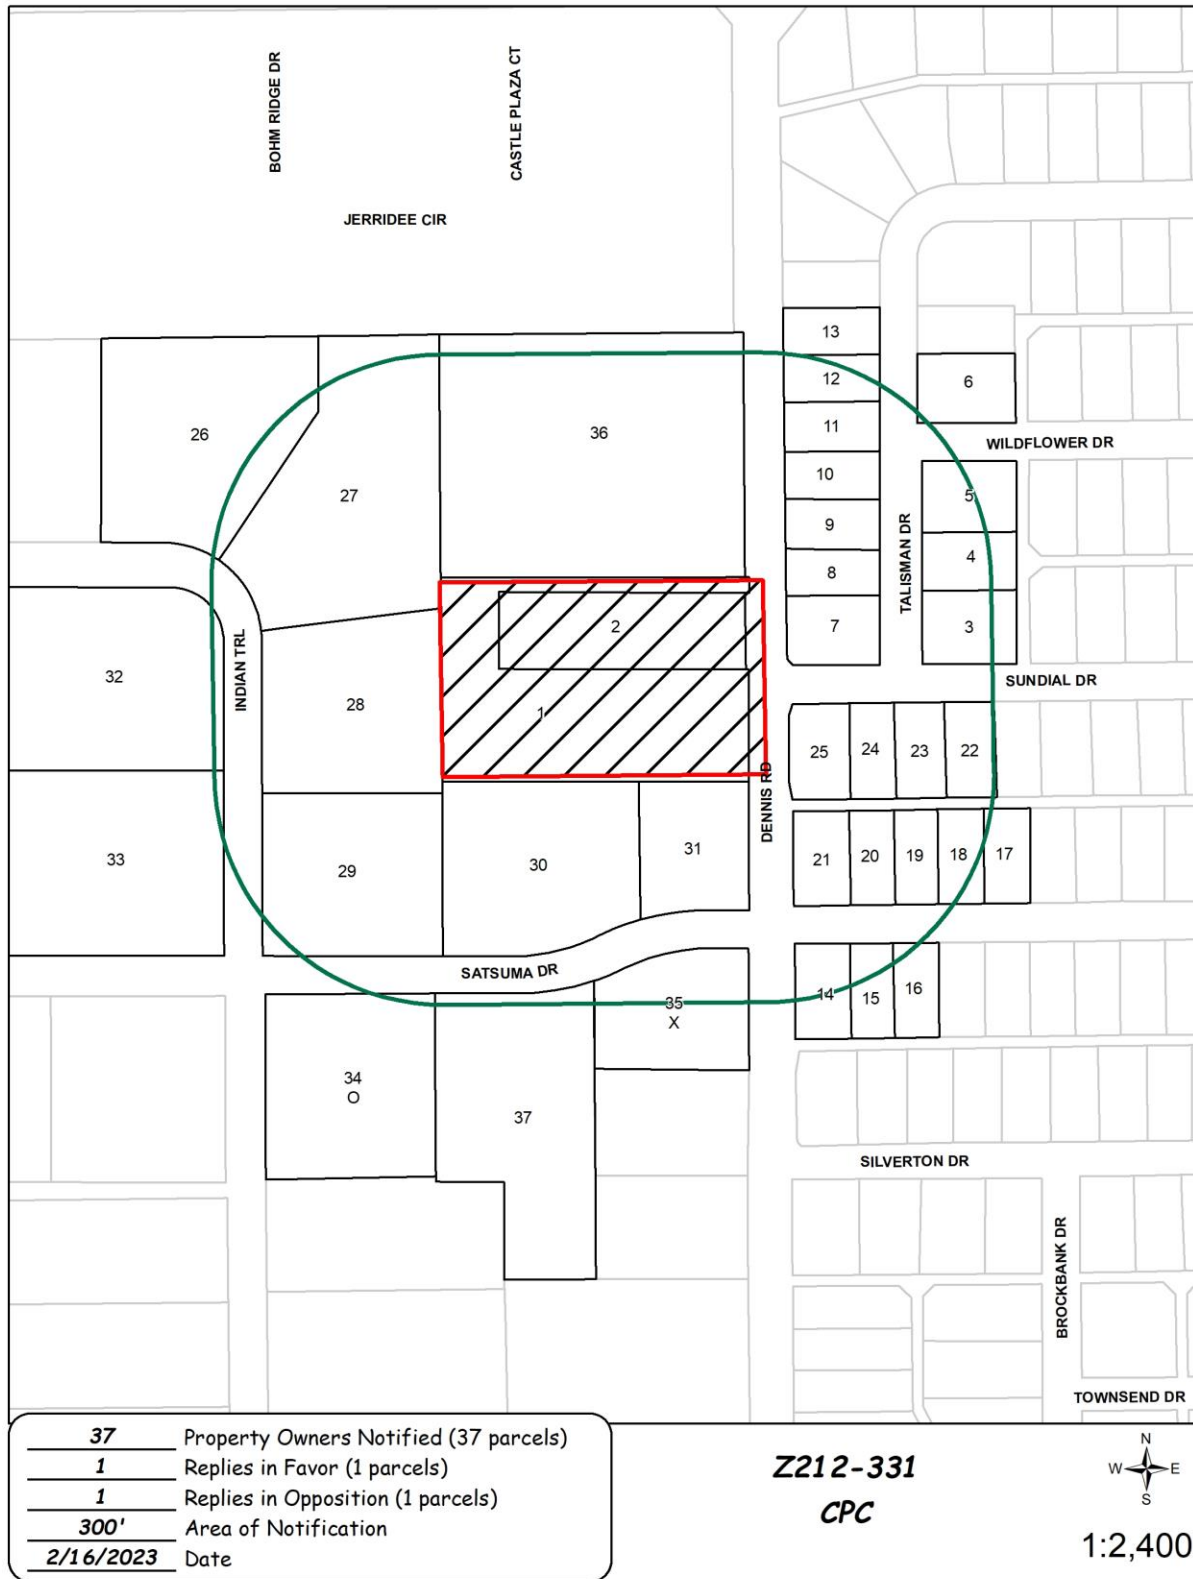 BOHM RIDGE DR
CASTLE PLAZA CT
JERRIDEE CIR
13
12
6
26
36
11
WILDFLOWER DR
27
10
5
9
TALISMAN DR
4
8
2
7
3
32
INDIAN TRL
28
1
SUNDIAL DR
25
24
23
22
DENNIS RD
33
29
30
31
21
20
19
18
17
SATSUMA DR
35
X
14
15
16
34
O
37
SILVERTON DR
BROCKBANK DR
TOWNSEND DR
37 Property Owners Notified (37 parcels)
1 Replies in Favor (1 parcels)
1 Replies in Opposition (1 parcels)
300' Area of Notification
2/16/2023 Date
Z212-331
CPC
N
W E
S
1:2,400